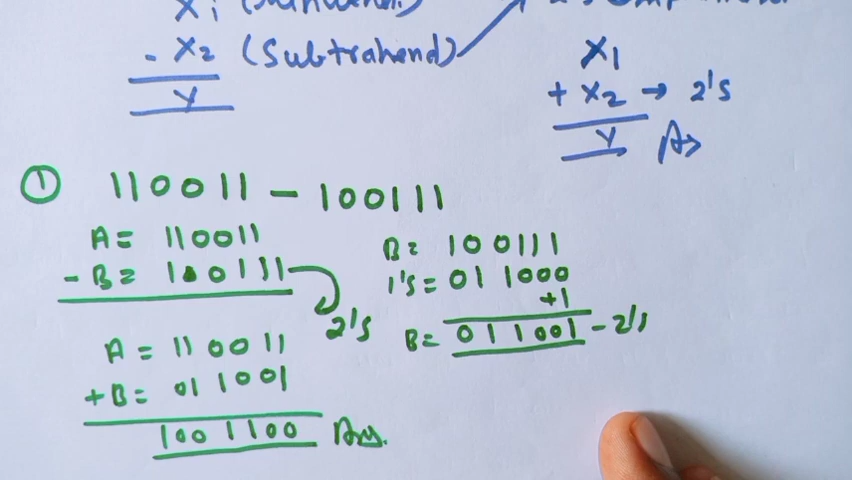 - X2 (Subtrahend)
Y
X1
+ X2 → 2's
Y Ans
① 110011 - 100111
A = 110011
- B = 100111
2's
B = 100111
1's = 011000
+1
B = 011001 - 2's
A = 110011
+ B = 011001
1001100 Ans.